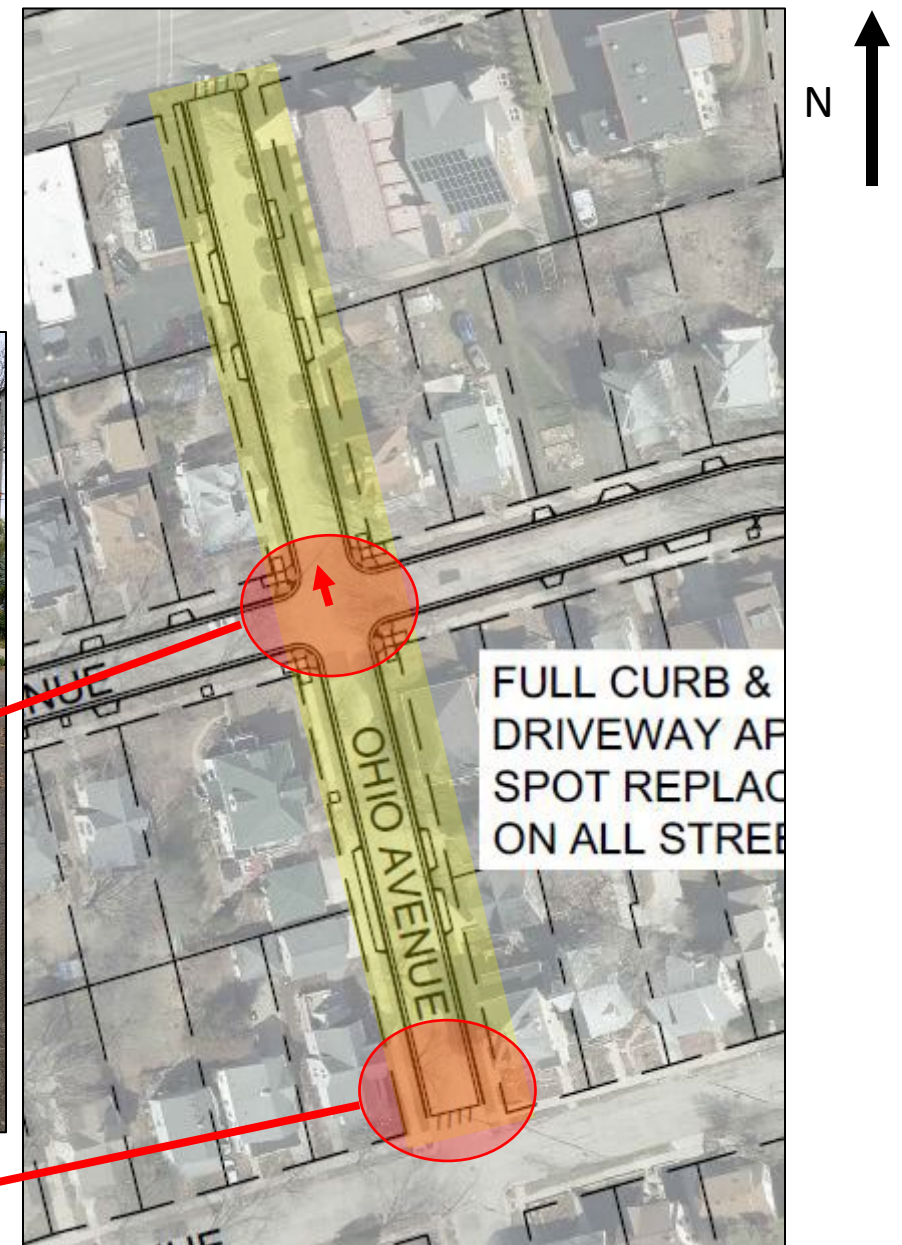 N
NUE
OHIO AVENUE
FULL CURB &
DRIVEWAY AP
SPOT REPLAC
ON ALL STREE